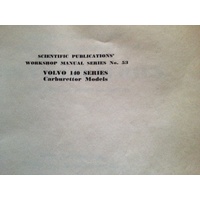 SCIENTIFIC PUBLICATIONS'
WORKSHOP MANUAL SERIES No. 53
VOLVO 140 SERIES
Carburettor Models